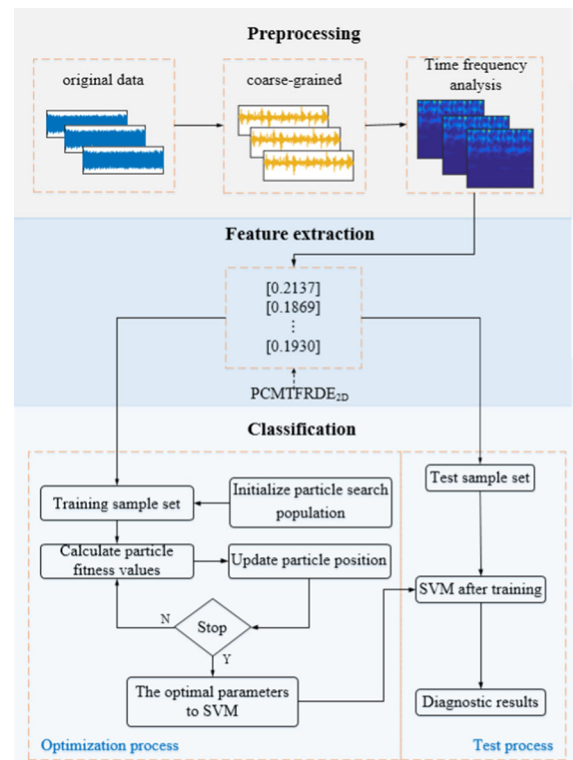 Preprocessing
original data
coarse-grained
Time frequency
analysis
Feature extraction
[0.2137]
[0.1869]
⋮
[0.1930]
PCMTFRDE2D
Classification
Training sample set
Initialize particle search
population
Calculate particle
fitness values
Update particle position
N
Stop
Y
The optimal parameters
to SVM
Optimization process
Test sample set
SVM after training
Diagnostic results
Test process